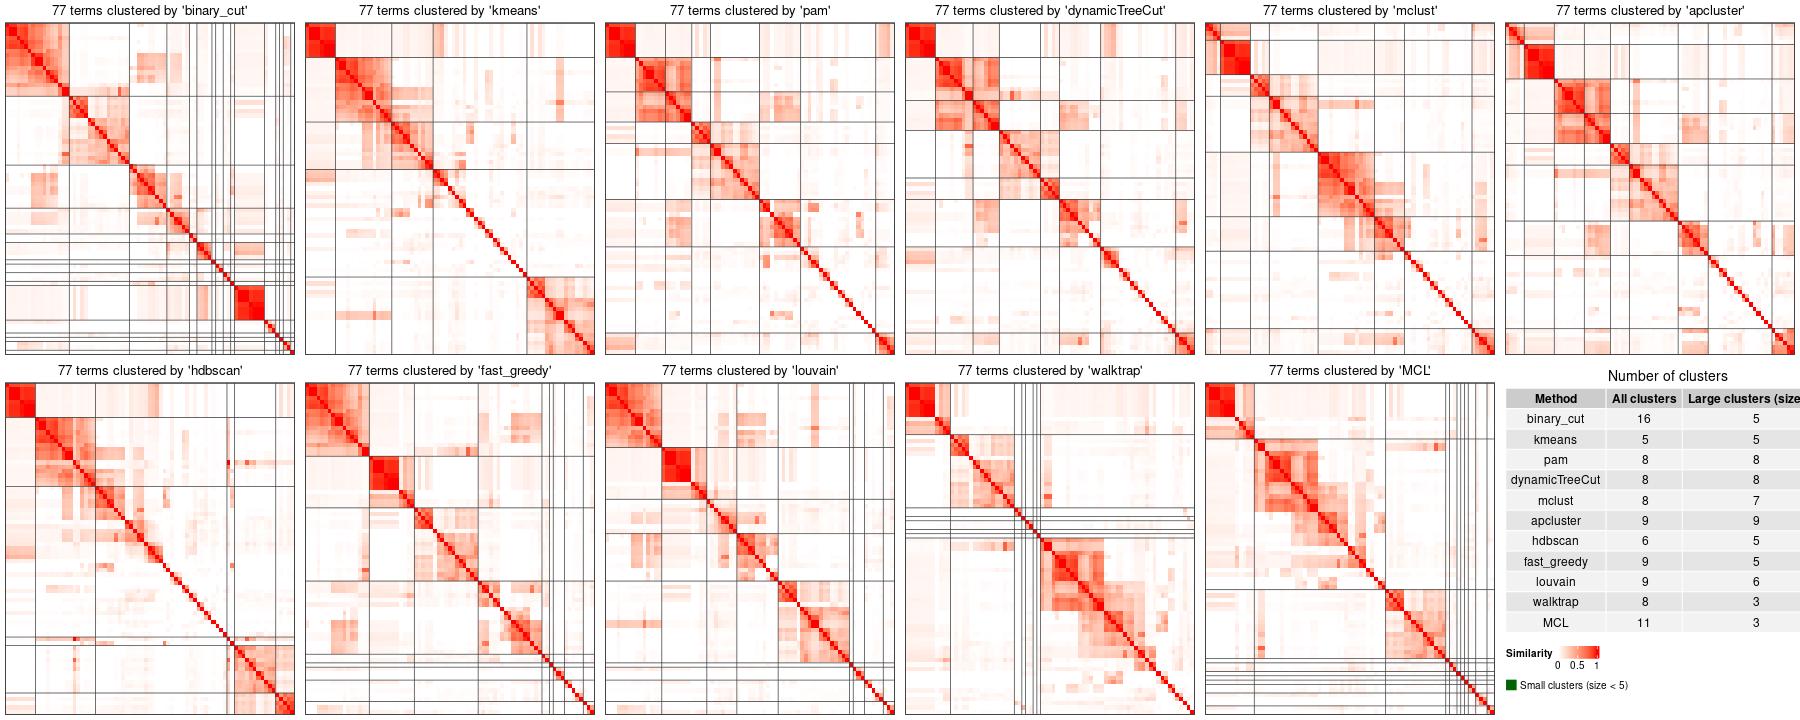 77 terms clustered by 'binary_cut'
77 terms clustered by 'kmeans'
77 terms clustered by 'pam'
77 terms clustered by 'dynamicTreeCut'
77 terms clustered by 'mclust'
77 terms clustered by 'apcluster'
77 terms clustered by 'hdbscan'
77 terms clustered by 'fast_greedy'
77 terms clustered by 'louvain'
77 terms clustered by 'walktrap'
77 terms clustered by 'MCL'
Number of clusters
Method All clusters Large clusters (size
binary_cut 16 5
kmeans 5 5
pam 8 8
dynamicTreeCut 8 8
mclust 8 7
apcluster 9 9
hdbscan 6 5
fast_greedy 9 5
louvain 9 6
walktrap 8 3
MCL 11 3
Similarity
0 0.5 1
Small clusters (size < 5)